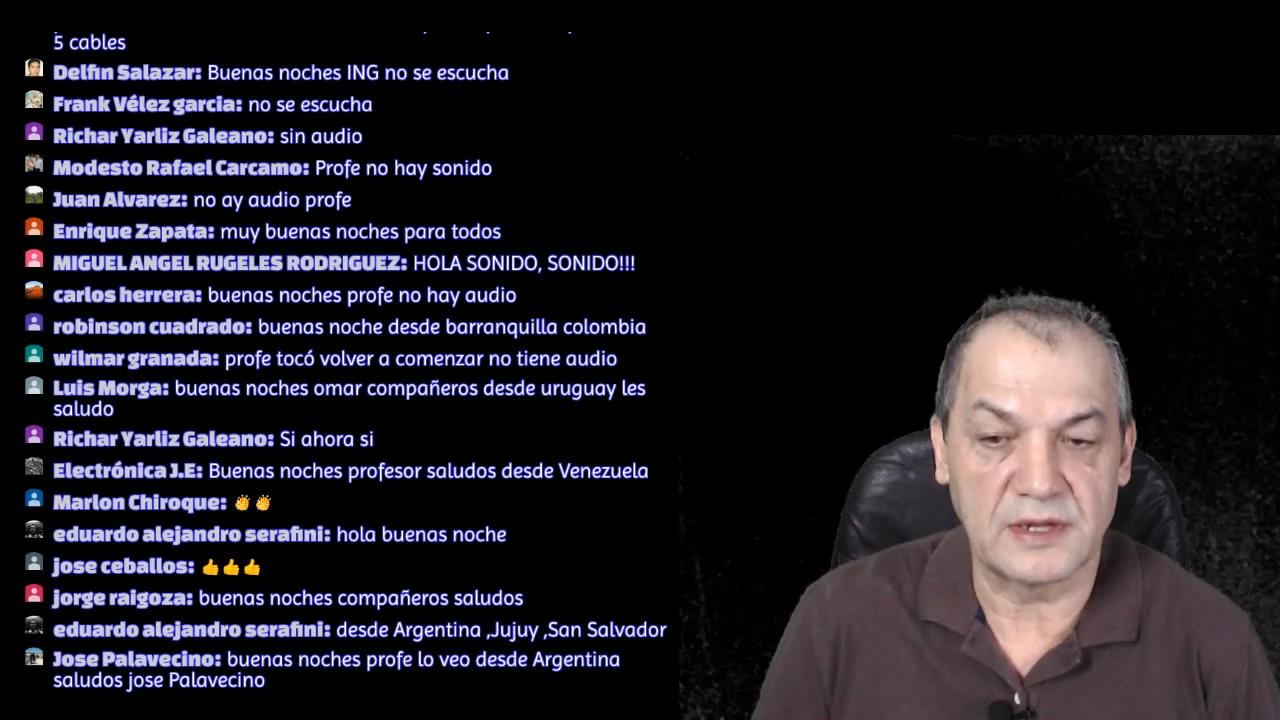 5 cables
Delfin Salazar: Buenas noches ING no se escucha
Frank Vélez garcia: no se escucha
Richar Yarliz Galeano: sin audio
Modesto Rafael Carcamo: Profe no hay sonido
Juan Alvarez: no ay audio profe
Enrique Zapata: muy buenas noches para todos
MIGUEL ANGEL RUGELES RODRIGUEZ: HOLA SONIDO, SONIDO!!!
carlos herrera: buenas noches profe no hay audio
robinson cuadrado: buenas noche desde barranquilla colombia
wilmar granada: profe tocó volver a comenzar no tiene audio
Luis Morga: buenas noches omar compañeros desde uruguay les
saludo
Richar Yarliz Galeano: Si ahora si
Electrónica J.E: Buenas noches profesor saludos desde Venezuela
Marlon Chiroque: 👏👏
eduardo alejandro serafini: hola buenas noche
jose ceballos: 👍👍👍
jorge raigoza: buenas noches compañeros saludos
eduardo alejandro serafini: desde Argentina ,Jujuy ,San Salvador
Jose Palavecino: buenas noches profe lo veo desde Argentina
saludos jose Palavecino